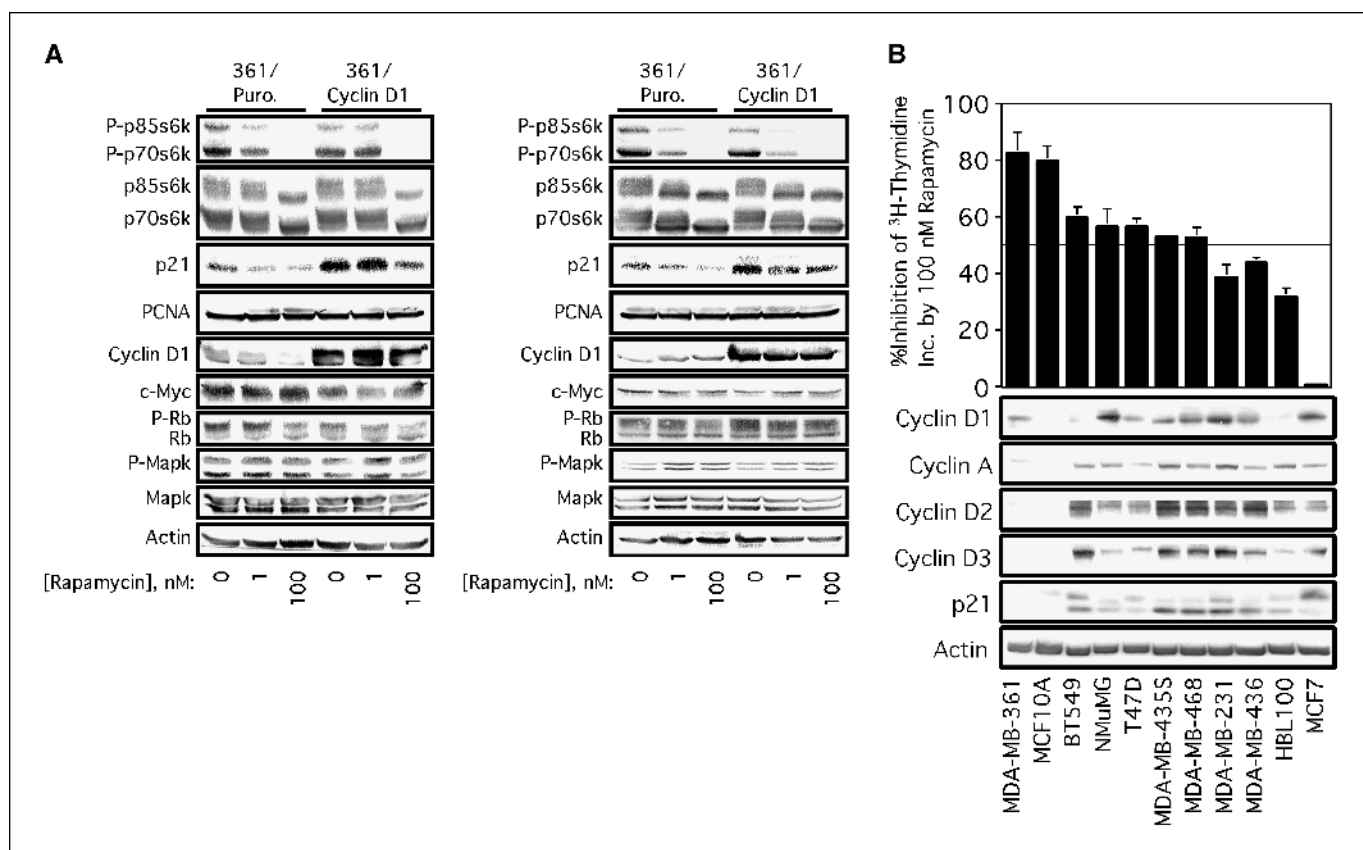 A
361/ Puro.
361/ Cyclin D1
P-p85s6k
P-p70s6k
p85s6k
p70s6k
p21
PCNA
Cyclin D1
c-Myc
P-Rb
Rb
P-Mapk
Mapk
Actin
[Rapamycin], nM:
0
1
100
0
1
100
361/ Puro.
361/ Cyclin D1
P-p85s6k
P-p70s6k
p85s6k
p70s6k
p21
PCNA
Cyclin D1
c-Myc
P-Rb
Rb
P-Mapk
Mapk
Actin
[Rapamycin], nM:
0
1
100
0
1
100
B
%Inhibition of ³H-Thymidine
Inc. by 100 nM Rapamycin
100
80
60
40
20
0
Cyclin D1
Cyclin A
Cyclin D2
Cyclin D3
p21
Actin
MDA-MB-361
MCF10A
BT549
NMuMG
T47D
MDA-MB-435S
MDA-MB-468
MDA-MB-231
MDA-MB-436
HBL100
MCF7